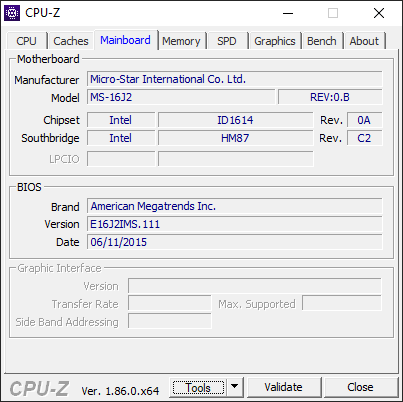 CPU-Z
CPU Caches Mainboard Memory SPD Graphics Bench About
Motherboard
Manufacturer Micro-Star International Co. Ltd.
Model MS-16J2 REV:0.B
Chipset Intel ID1614 Rev. 0A
Southbridge Intel HM87 Rev. C2
LPCIO
BIOS
Brand American Megatrends Inc.
Version E16J2IMS.111
Date 06/11/2015
Graphic Interface
Version
Transfer Rate Max. Supported
Side Band Addressing
CPU-Z Ver. 1.86.0.x64 Tools Validate Close